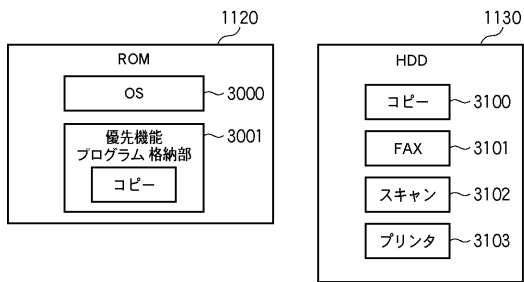 1120
ROM
OS
3000
優先機能
プログラム格納部
3001
コピー
1130
HDD
コピー
3100
FAX
3101
スキャン
3102
プリンタ
3103